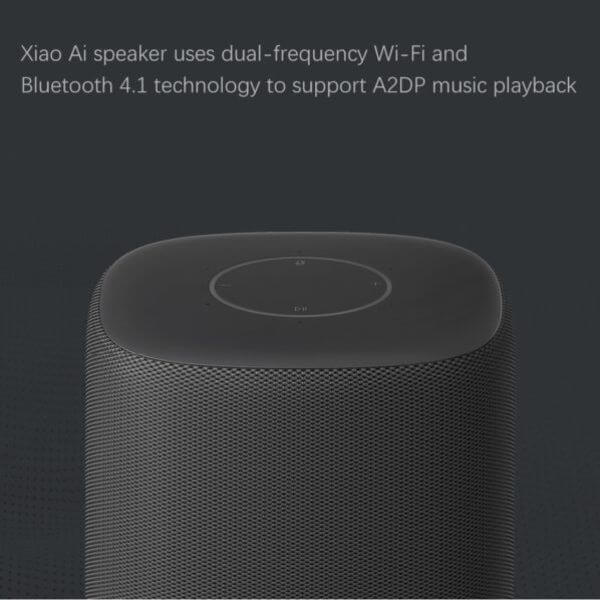 Xiao Ai speaker uses dual-frequency Wi-Fi and
Bluetooth 4.1 technology to support A2DP music playback